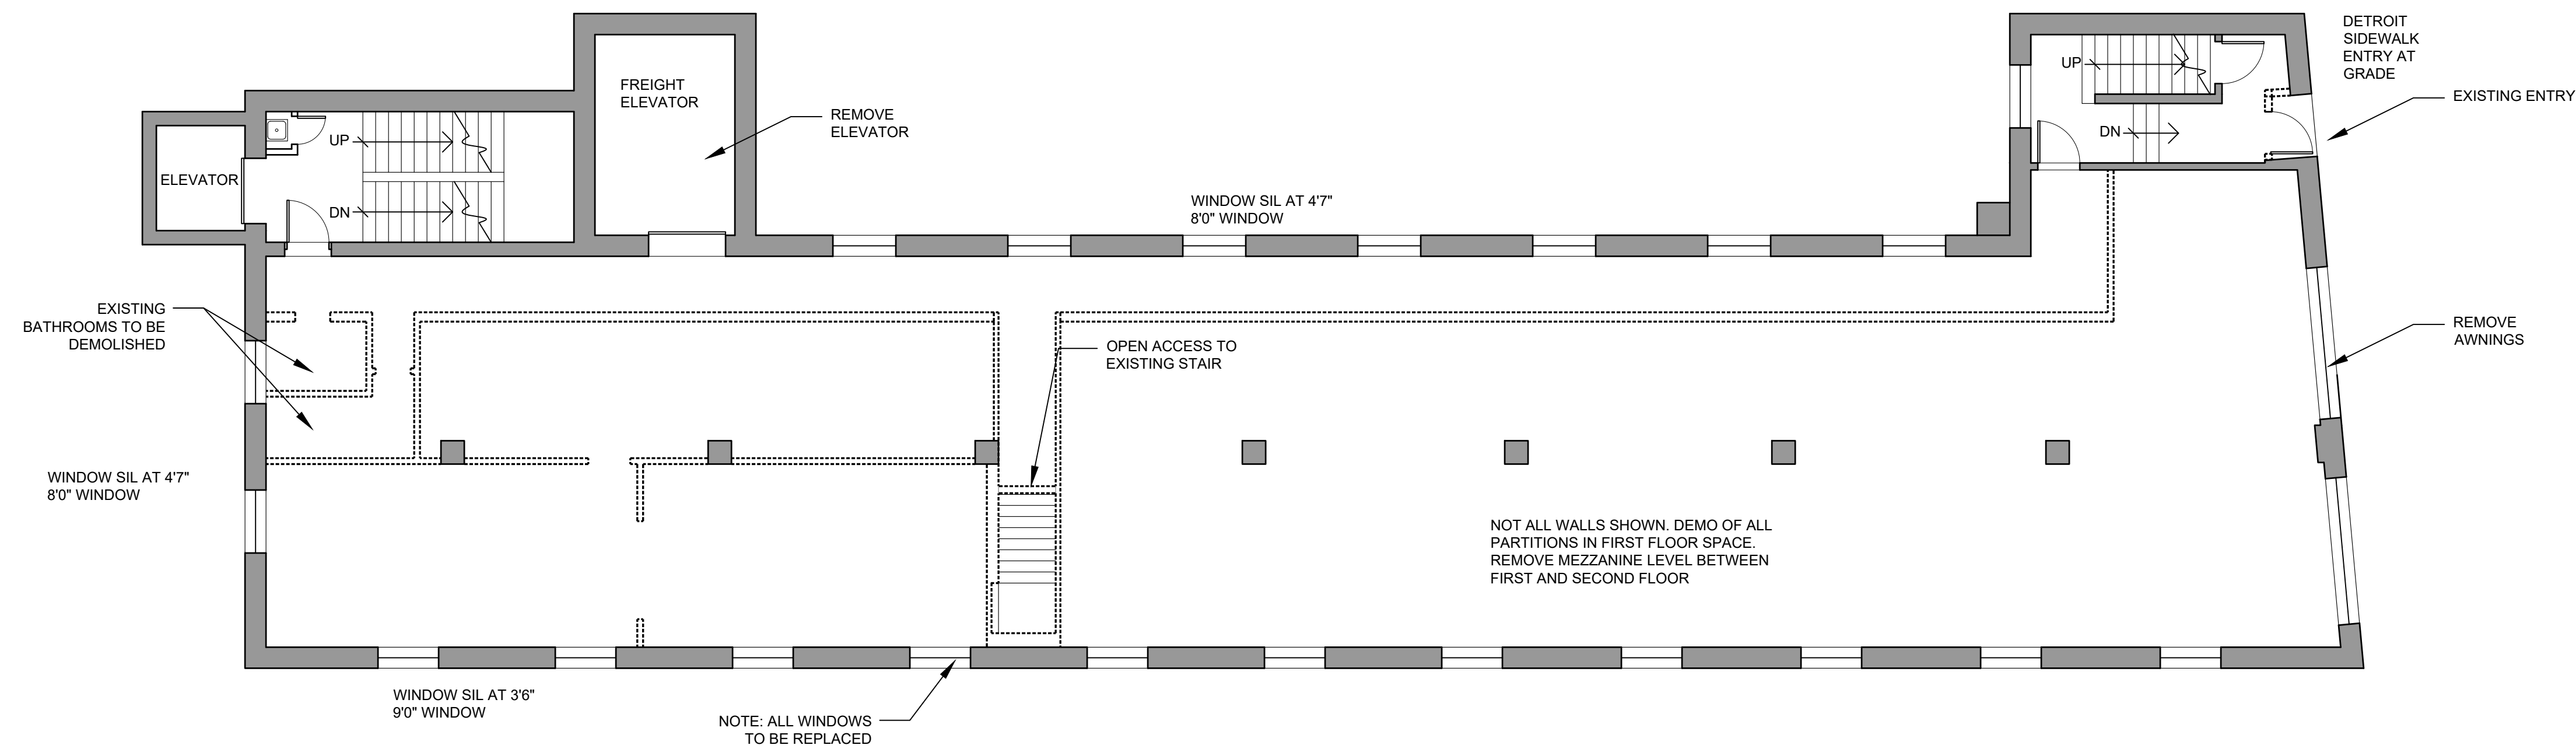 DETROIT
SIDEWALK
ENTRY AT
GRADE
FREIGHT
ELEVATOR
REMOVE
ELEVATOR
UP
EXISTING ENTRY
DN
UP
ELEVATOR
DN
WINDOW SIL AT 4'7"
8'0" WINDOW
EXISTING
BATHROOMS TO BE
DEMOLISHED
OPEN ACCESS TO
EXISTING STAIR
REMOVE
AWNINGS
WINDOW SIL AT 4'7"
8'0" WINDOW
NOT ALL WALLS SHOWN. DEMO OF ALL
PARTITIONS IN FIRST FLOOR SPACE.
REMOVE MEZZANINE LEVEL BETWEEN
FIRST AND SECOND FLOOR
WINDOW SIL AT 3'6"
9'0" WINDOW
NOTE: ALL WINDOWS
TO BE REPLACED